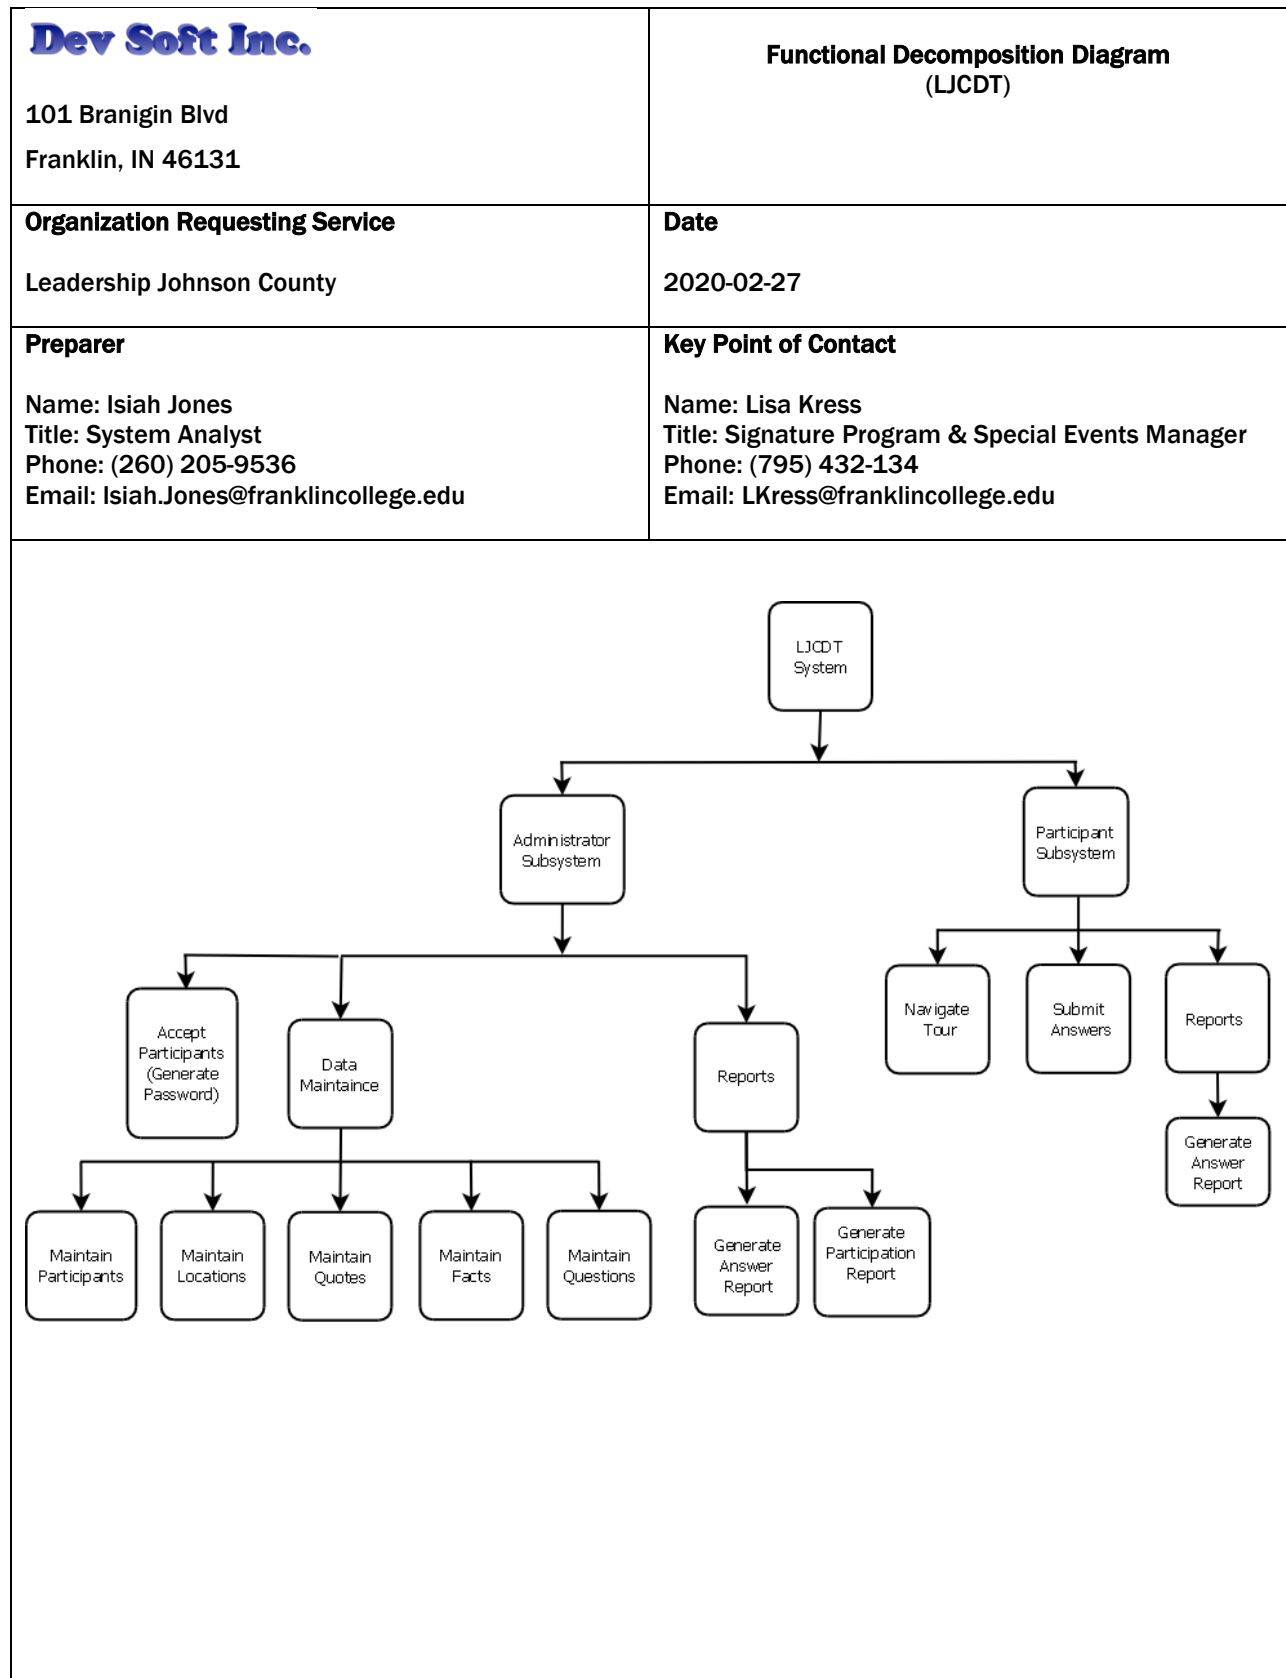 Dev Soft Inc.
101 Branigin Blvd
Franklin, IN 46131
Functional Decomposition Diagram
(LJCDT)
Organization Requesting Service
Leadership Johnson County
Date
2020-02-27
Preparer
Name: Isiah Jones
Title: System Analyst
Phone: (260) 205-9536
Email: Isiah.Jones@franklincollege.edu
Key Point of Contact
Name: Lisa Kress
Title: Signature Program & Special Events Manager
Phone: (795) 432-134
Email: LKress@franklincollege.edu
LJCDT
System
Administrator
Subsystem
Participant
Subsystem
Accept
Participants
(Generate
Password)
Data
Maintaince
Reports
Navigate
Tour
Submit
Answers
Reports
Maintain
Participants
Maintain
Locations
Maintain
Quotes
Maintain
Facts
Maintain
Questions
Generate
Answer
Report
Generate
Participation
Report
Generate
Answer
Report